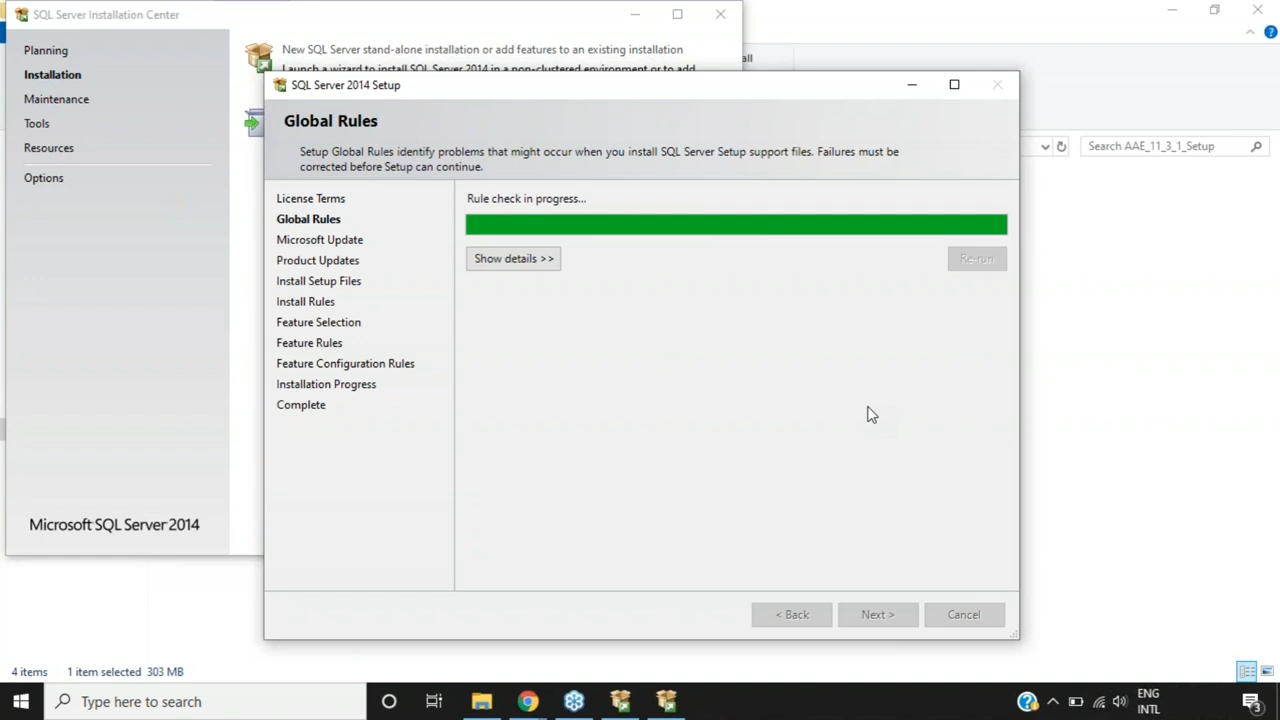 SQL Server Installation Center
Planning
Installation
Maintenance
Tools
Resources
Options
Microsoft SQL Server 2014
New SQL Server stand-alone installation or add features to an existing installation
Launch a wizard to install SQL Server 2014 in a non-clustered environment or to add
all
Search AAE_11_3_1_Setup
SQL Server 2014 Setup
Global Rules
Setup Global Rules identify problems that might occur when you install SQL Server Setup support files. Failures must be
corrected before Setup can continue.
License Terms
Global Rules
Microsoft Update
Product Updates
Install Setup Files
Install Rules
Feature Selection
Feature Rules
Feature Configuration Rules
Installation Progress
Complete
Rule check in progress...
Show details >>
Re-run
< Back
Next >
Cancel
4 items
1 item selected 303 MB
Type here to search
ENG
INTL
3